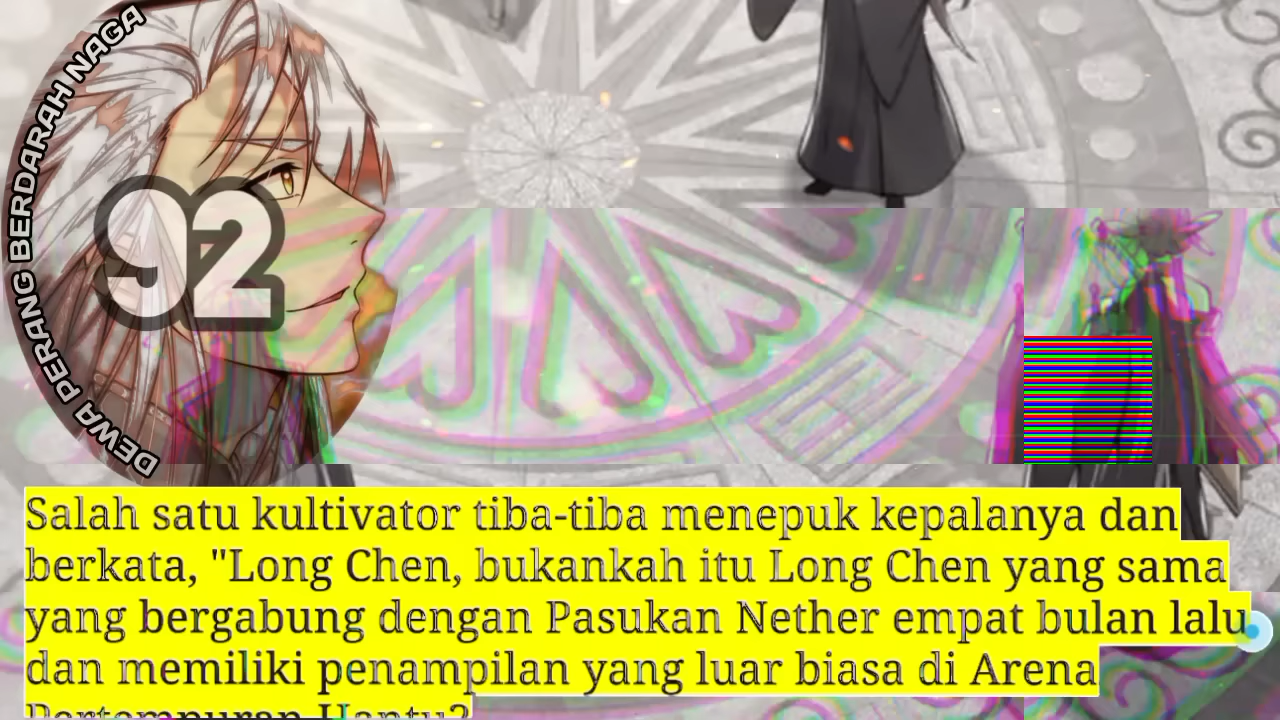 DEWA PERANG BERDARAH NAGA
92
Salah satu kultivator tiba-tiba menepuk kepalanya dan
berkata, "Long Chen, bukankah itu Long Chen yang sama
yang bergabung dengan Pasukan Nether empat bulan lalu
dan memiliki penampilan yang luar biasa di Arena
Pertempuran Hantu?